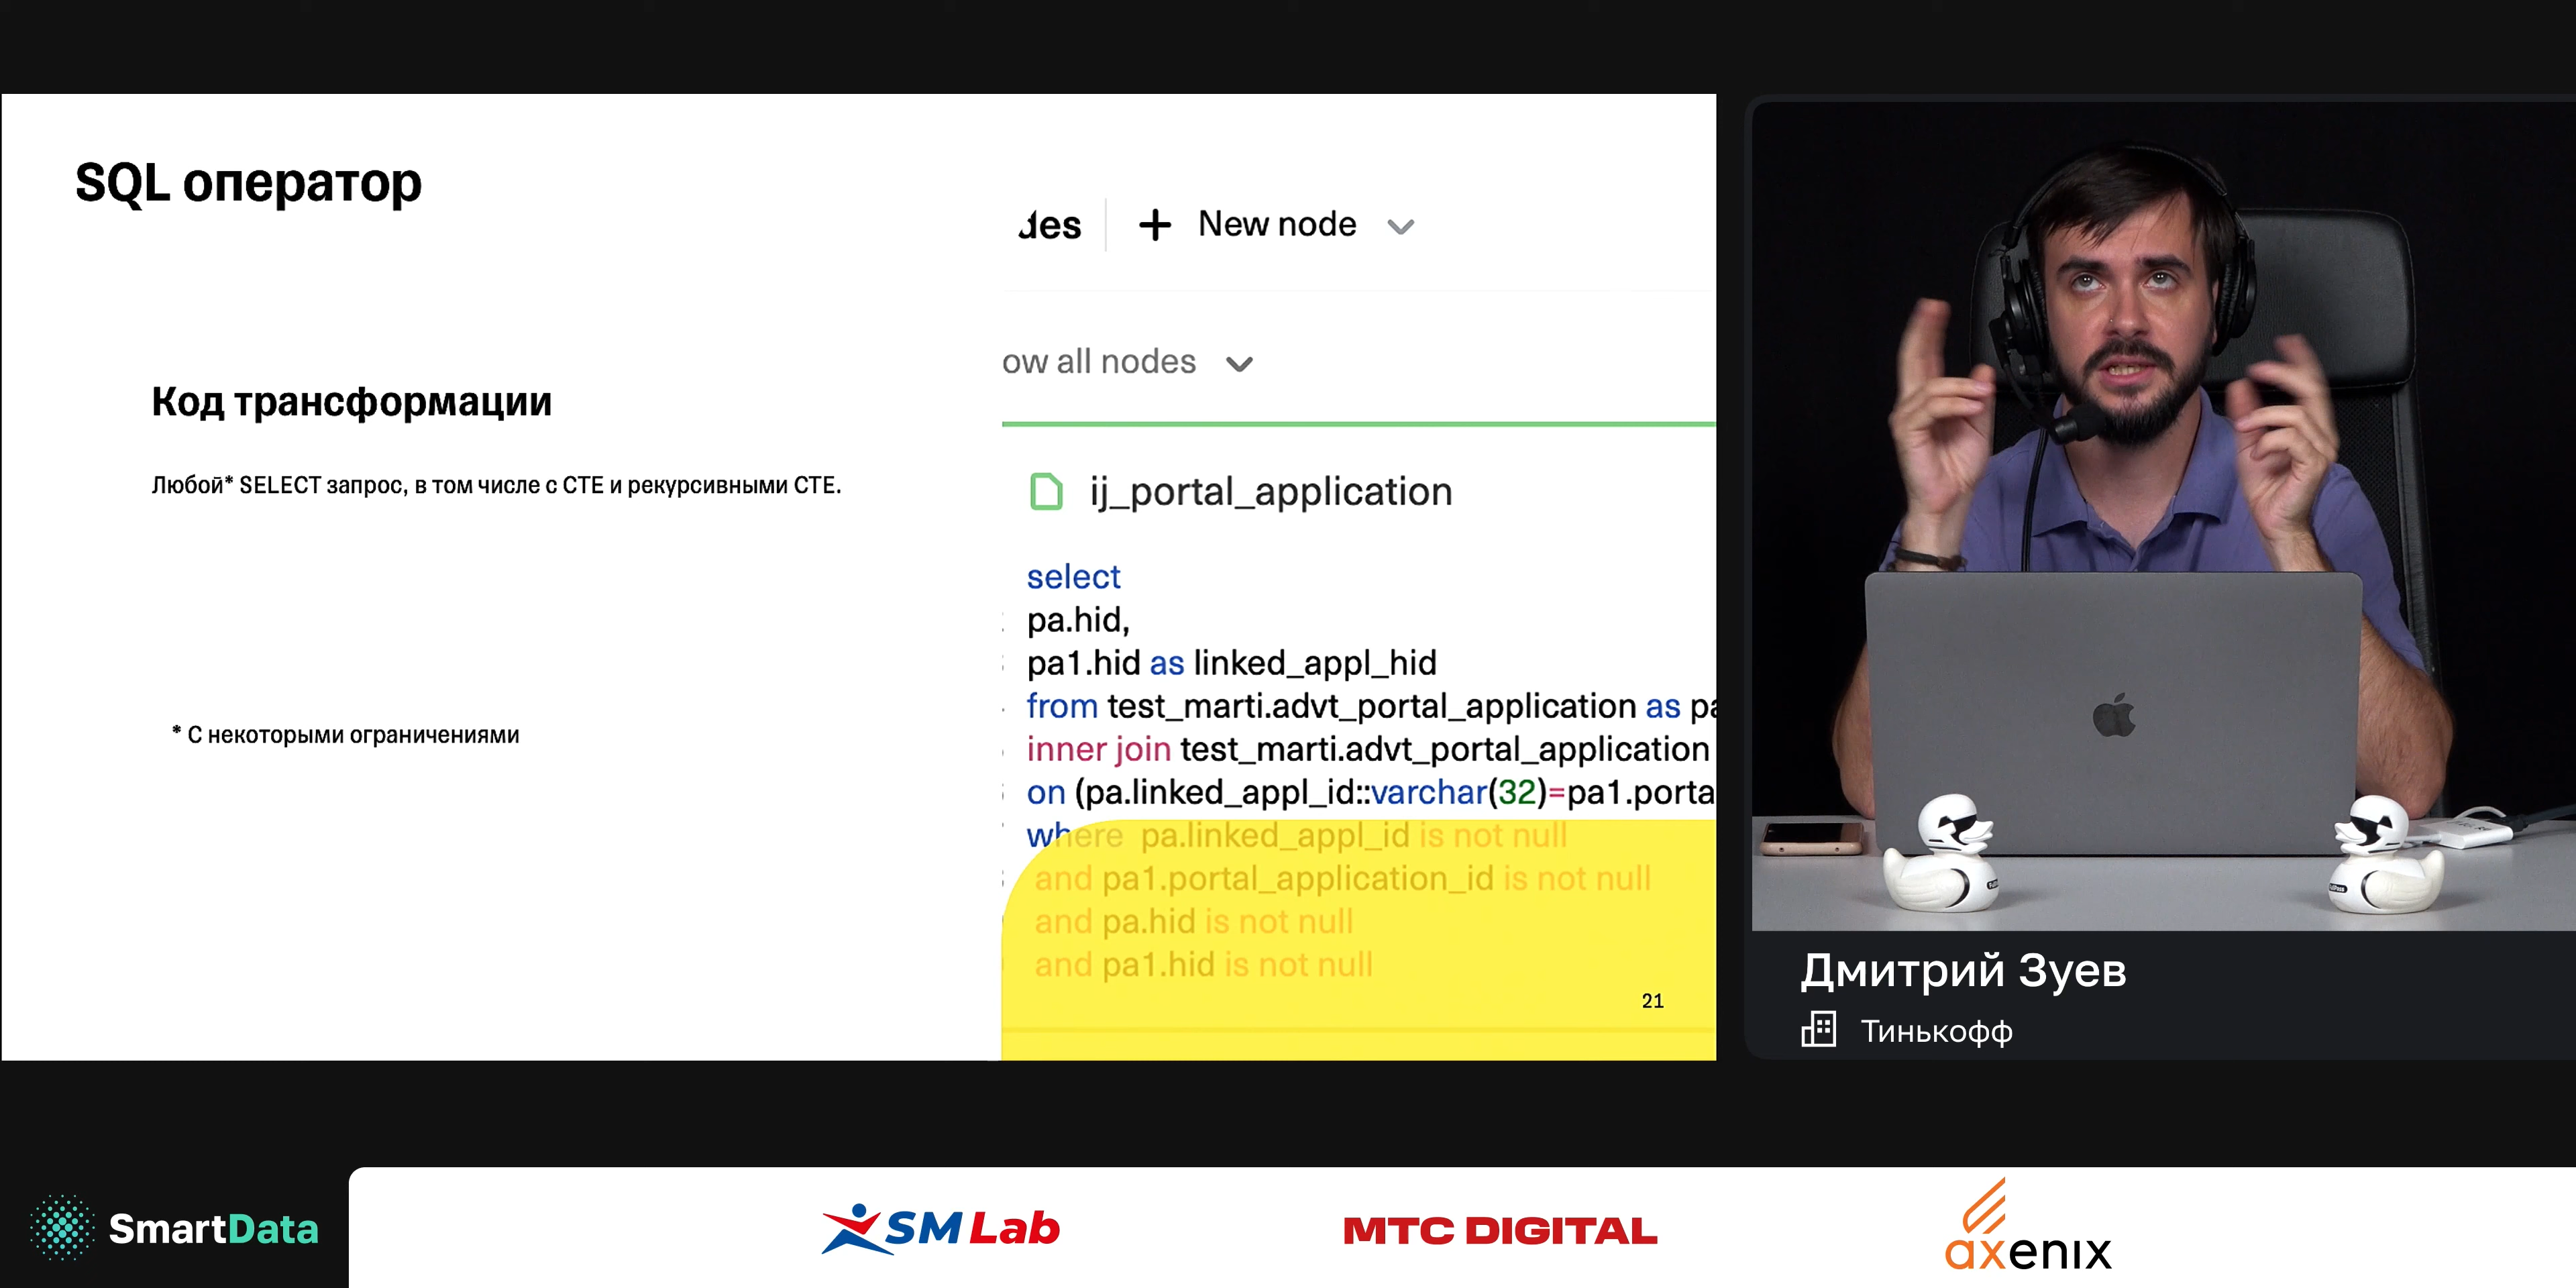 SQL оператор
des
+ New node
ow all nodes
Код трансформации
Любой* SELECT запрос, в том числе с CTE и рекурсивными CTE.
* С некоторыми ограничениями
ij_portal_application
select
pa.hid,
pa1.hid as linked_appl_hid
from test_marti.advt_portal_application as pa
inner join test_marti.advt_portal_application
on (pa.linked_appl_id::varchar(32)=pa1.porta
where pa.linked_appl_id is not null
and pa1.portal_application_id is not null
and pa.hid is not null
and pa1.hid is not null
21
Дмитрий Зуев
Тинькофф
SmartData
SM Lab
МТС DIGITAL
axenix